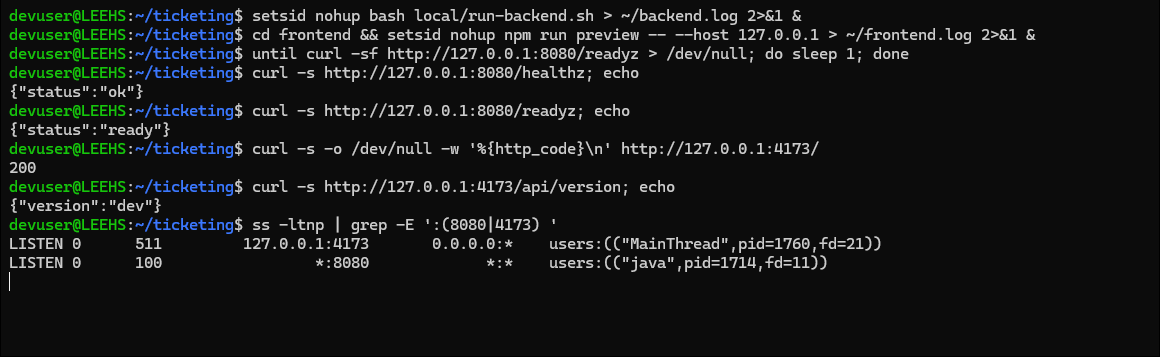 devuser@LEEHS:~/ticketing$ setsid nohup bash local/run-backend.sh > ~/backend.log 2>&1 &
devuser@LEEHS:~/ticketing$ cd frontend && setsid nohup npm run preview -- --host 127.0.0.1 > ~/frontend.log 2>&1 &
devuser@LEEHS:~/ticketing$ until curl -sf http://127.0.0.1:8080/readyz > /dev/null; do sleep 1; done
devuser@LEEHS:~/ticketing$ curl -s http://127.0.0.1:8080/healthz; echo
{"status":"ok"}
devuser@LEEHS:~/ticketing$ curl -s http://127.0.0.1:8080/readyz; echo
{"status":"ready"}
devuser@LEEHS:~/ticketing$ curl -s -o /dev/null -w '%{http_code}\n' http://127.0.0.1:4173/
200
devuser@LEEHS:~/ticketing$ curl -s http://127.0.0.1:4173/api/version; echo
{"version":"dev"}
devuser@LEEHS:~/ticketing$ ss -ltnp | grep -E ':(8080|4173) '
LISTEN 0      511         127.0.0.1:4173       0.0.0.0:*    users:(("MainThread",pid=1760,fd=21))
LISTEN 0      100                 *:8080             *:*    users:(("java",pid=1714,fd=11))